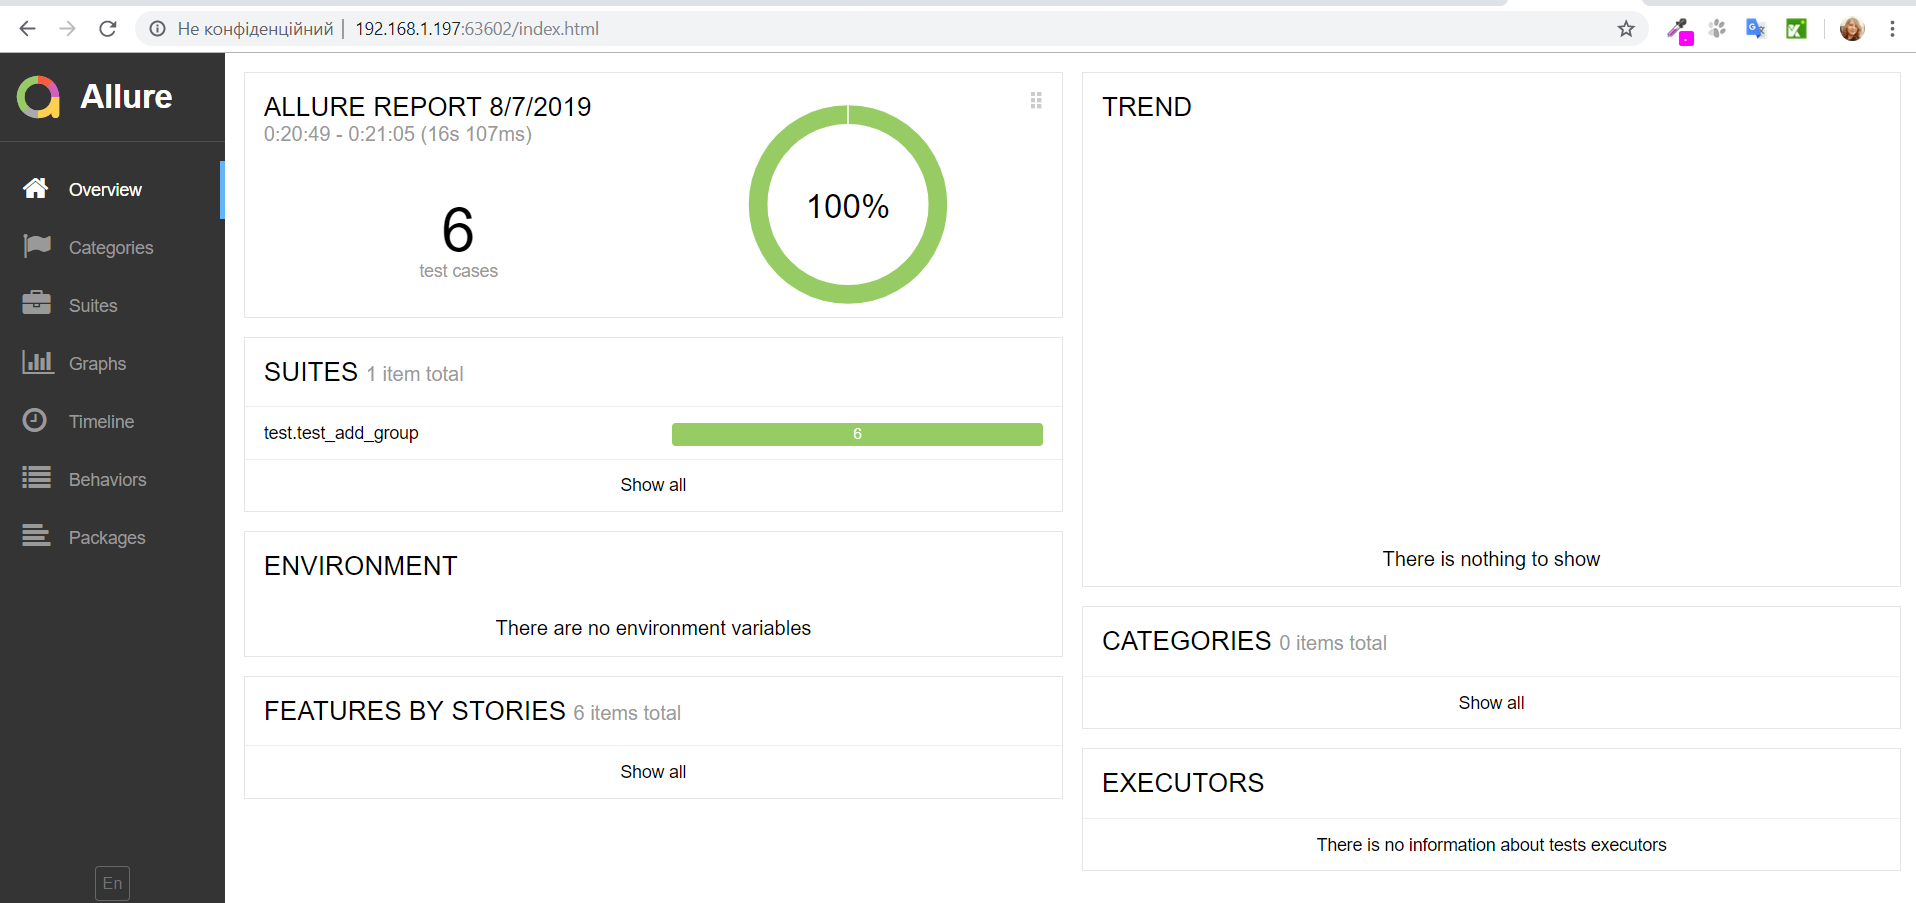 Не конфіденційний | 192.168.1.197:63602/index.html
Allure
Overview
Categories
Suites
Graphs
Timeline
Behaviors
Packages
En
ALLURE REPORT 8/7/2019
0:20:49 - 0:21:05 (16s 107ms)
6
test cases
100%
SUITES 1 item total
test.test_add_group 6
Show all
ENVIRONMENT
There are no environment variables
FEATURES BY STORIES 6 items total
Show all
TREND
There is nothing to show
CATEGORIES 0 items total
Show all
EXECUTORS
There is no information about tests executors